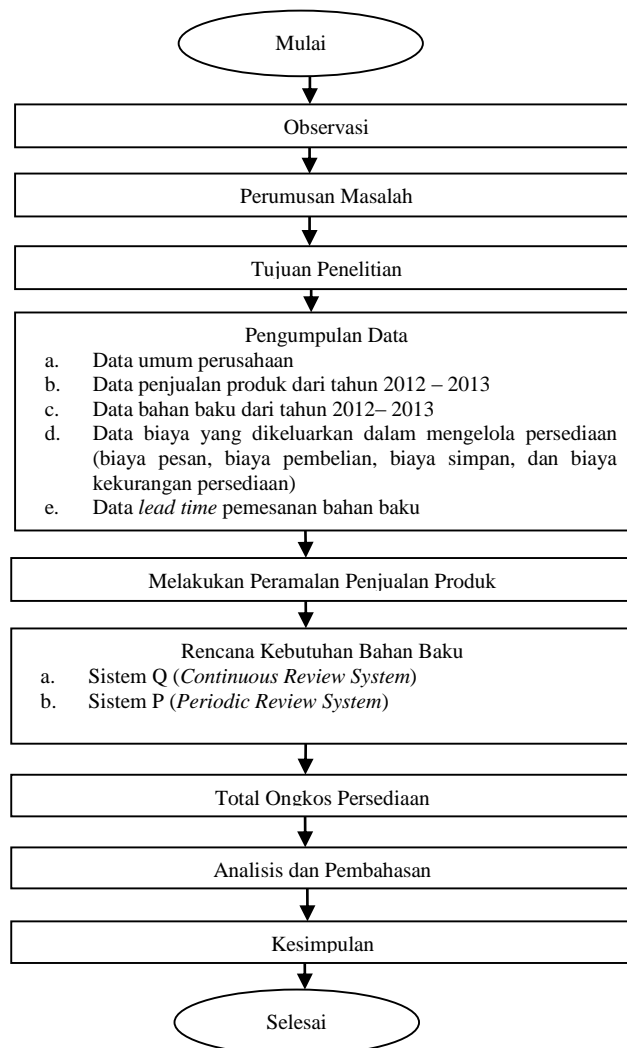 Mulai
Observasi
Perumusan Masalah
Tujuan Penelitian
Pengumpulan Data
a. Data umum perusahaan
b. Data penjualan produk dari tahun 2012 – 2013
c. Data bahan baku dari tahun 2012– 2013
d. Data biaya yang dikeluarkan dalam mengelola persediaan
(biaya pesan, biaya pembelian, biaya simpan, dan biaya
kekurangan persediaan)
e. Data lead time pemesanan bahan baku
Melakukan Peramalan Penjualan Produk
Rencana Kebutuhan Bahan Baku
a. Sistem Q (Continuous Review System)
b. Sistem P (Periodic Review System)
Total Ongkos Persediaan
Analisis dan Pembahasan
Kesimpulan
Selesai